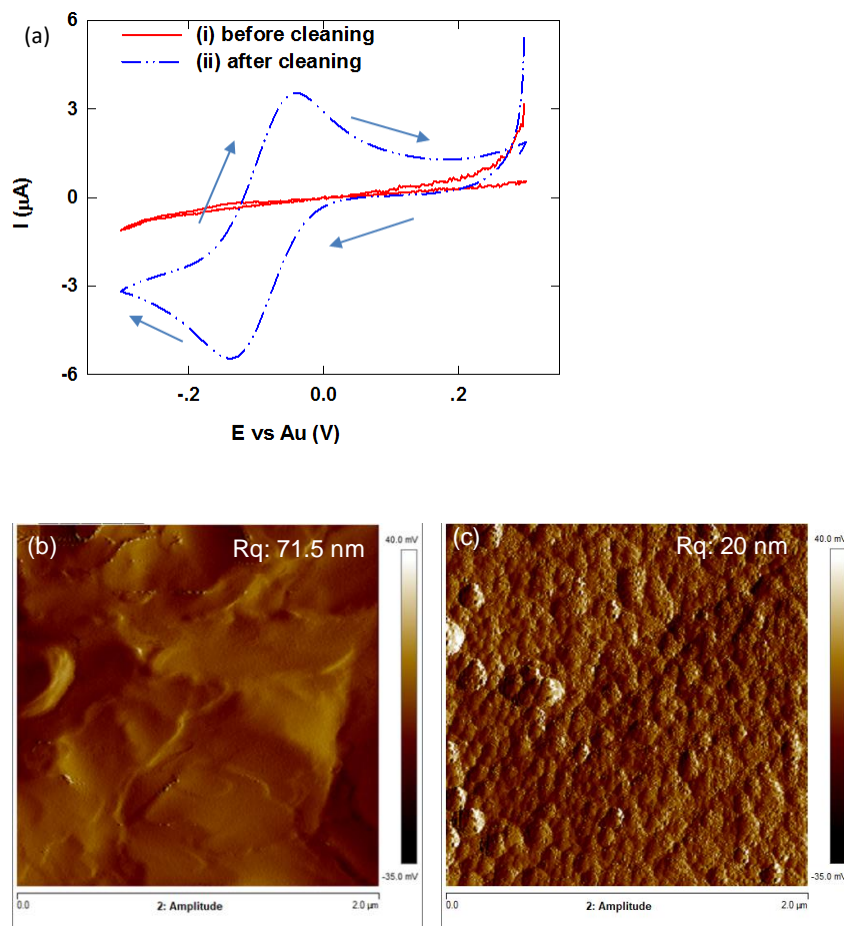 (a)
(i) before cleaning
(ii) after cleaning
6
3
0
-3
-6
I (μA)
-.2 0.0 .2
E vs Au (V)
(b) Rq: 71.5 nm
40.0 mV
-35.0 mV
0.0 2: Amplitude 2.0 µm
(c) Rq: 20 nm
40.0 mV
-35.0 mV
0.0 2: Amplitude 2.0 µm